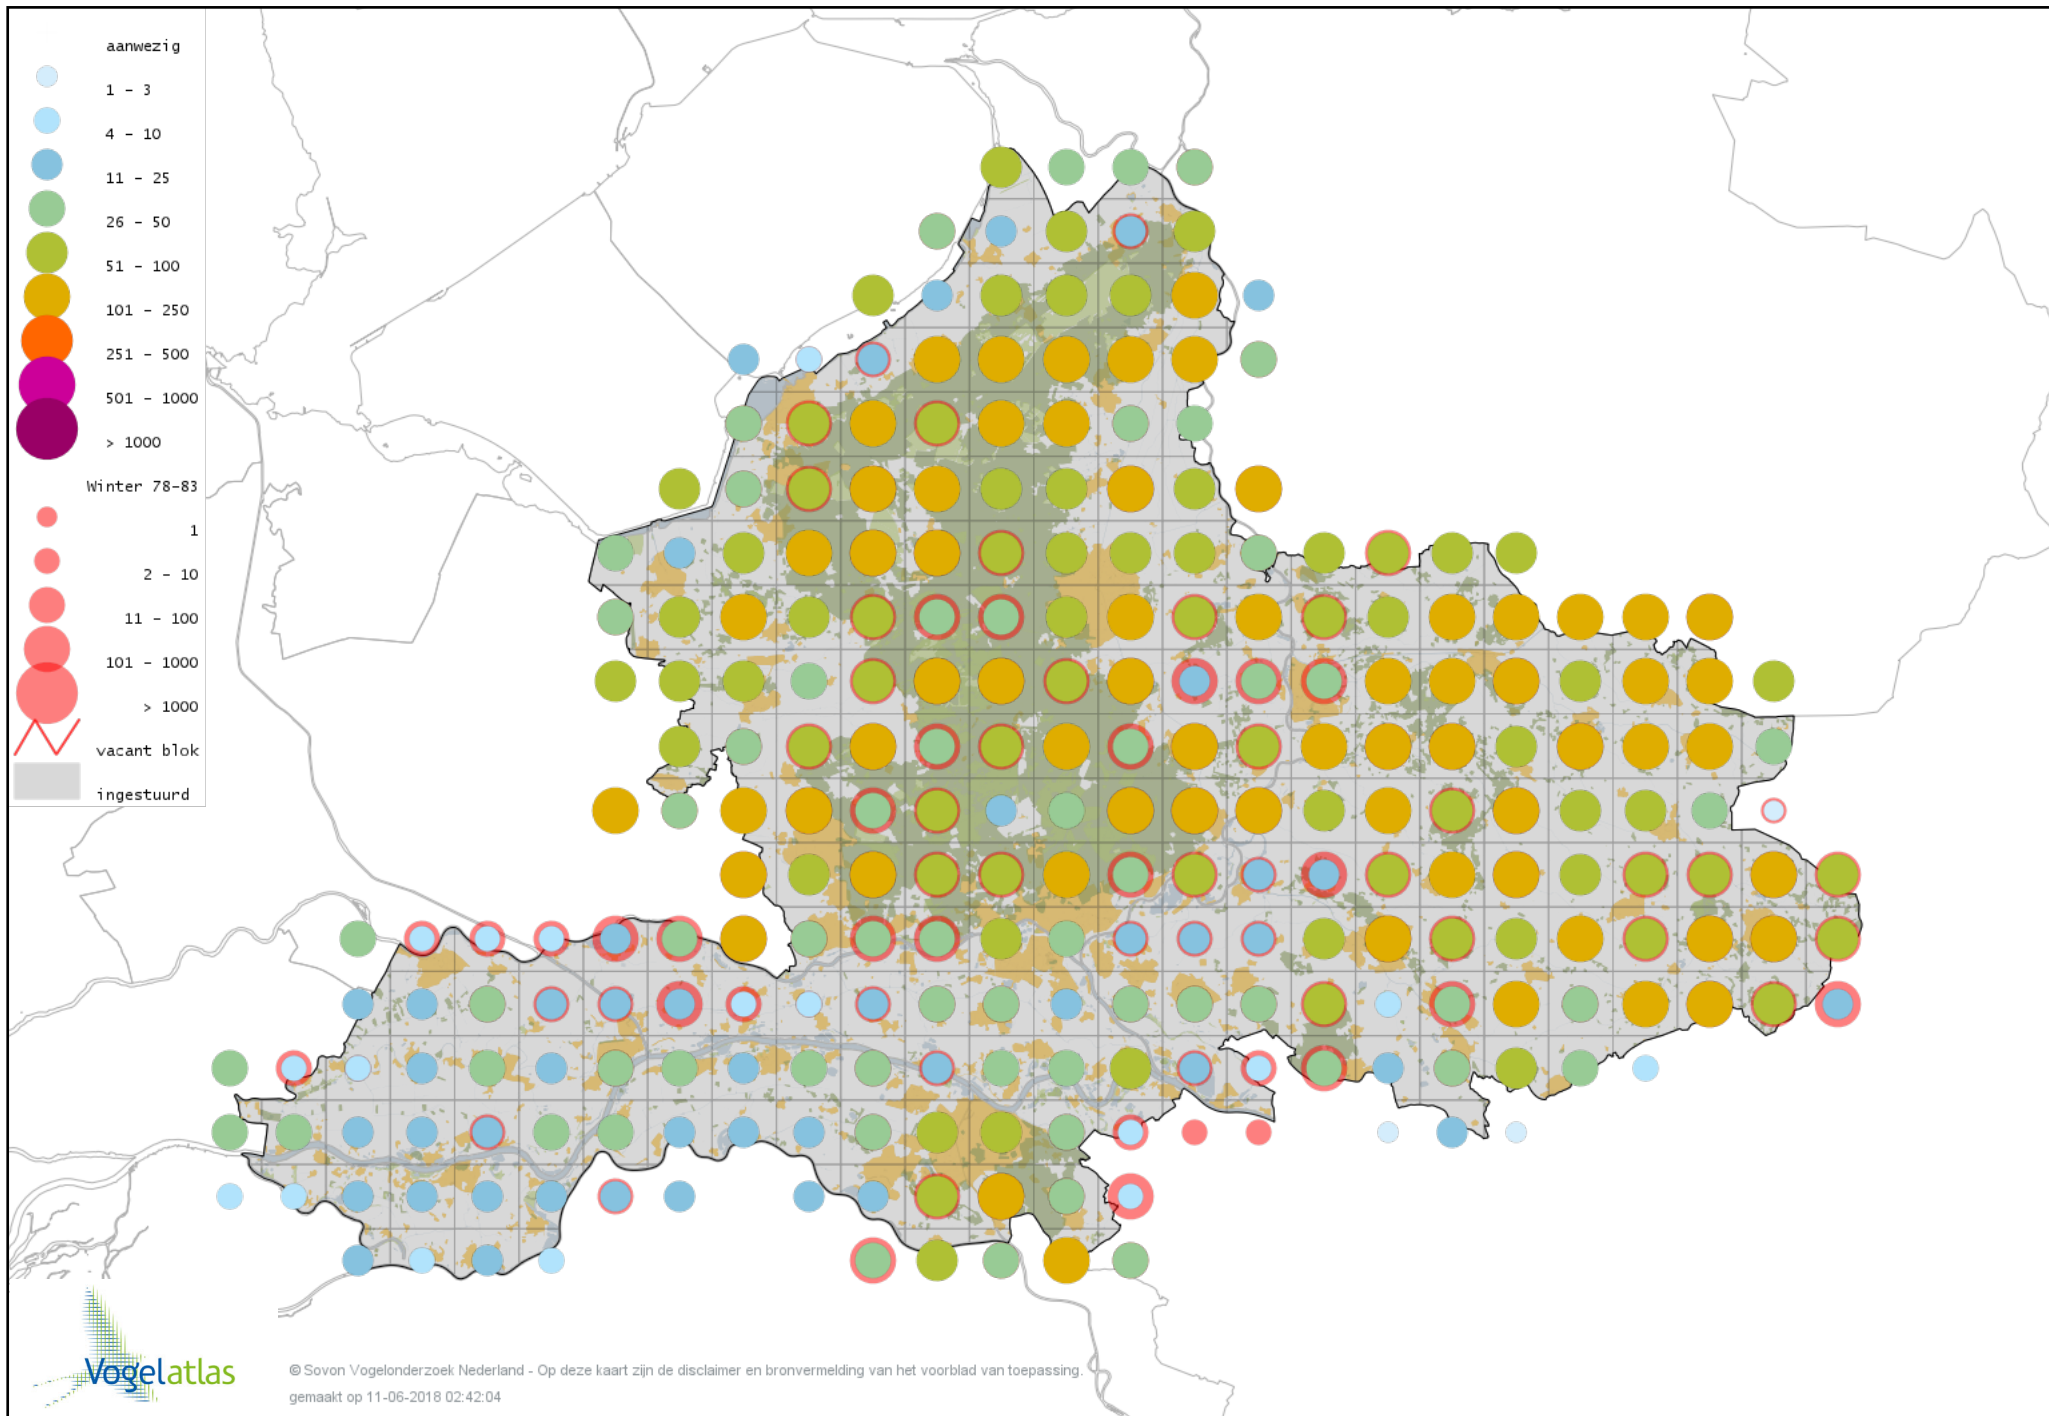 aanwezig
1 - 3
4 - 10
11 - 25
26 - 50
51 - 100
101 - 250
251 - 500
501 - 1000
> 1000
Winter 78-83
1
2 - 10
11 - 100
101 - 1000
> 1000
vacant blok
ingestuurd
Vogelatlas
© Sovon Vogelonderzoek Nederland - Op deze kaart zijn de disclaimer en bronvermelding van het voorblad van toepassing.
gemaakt op 11-06-2018 02:42:04